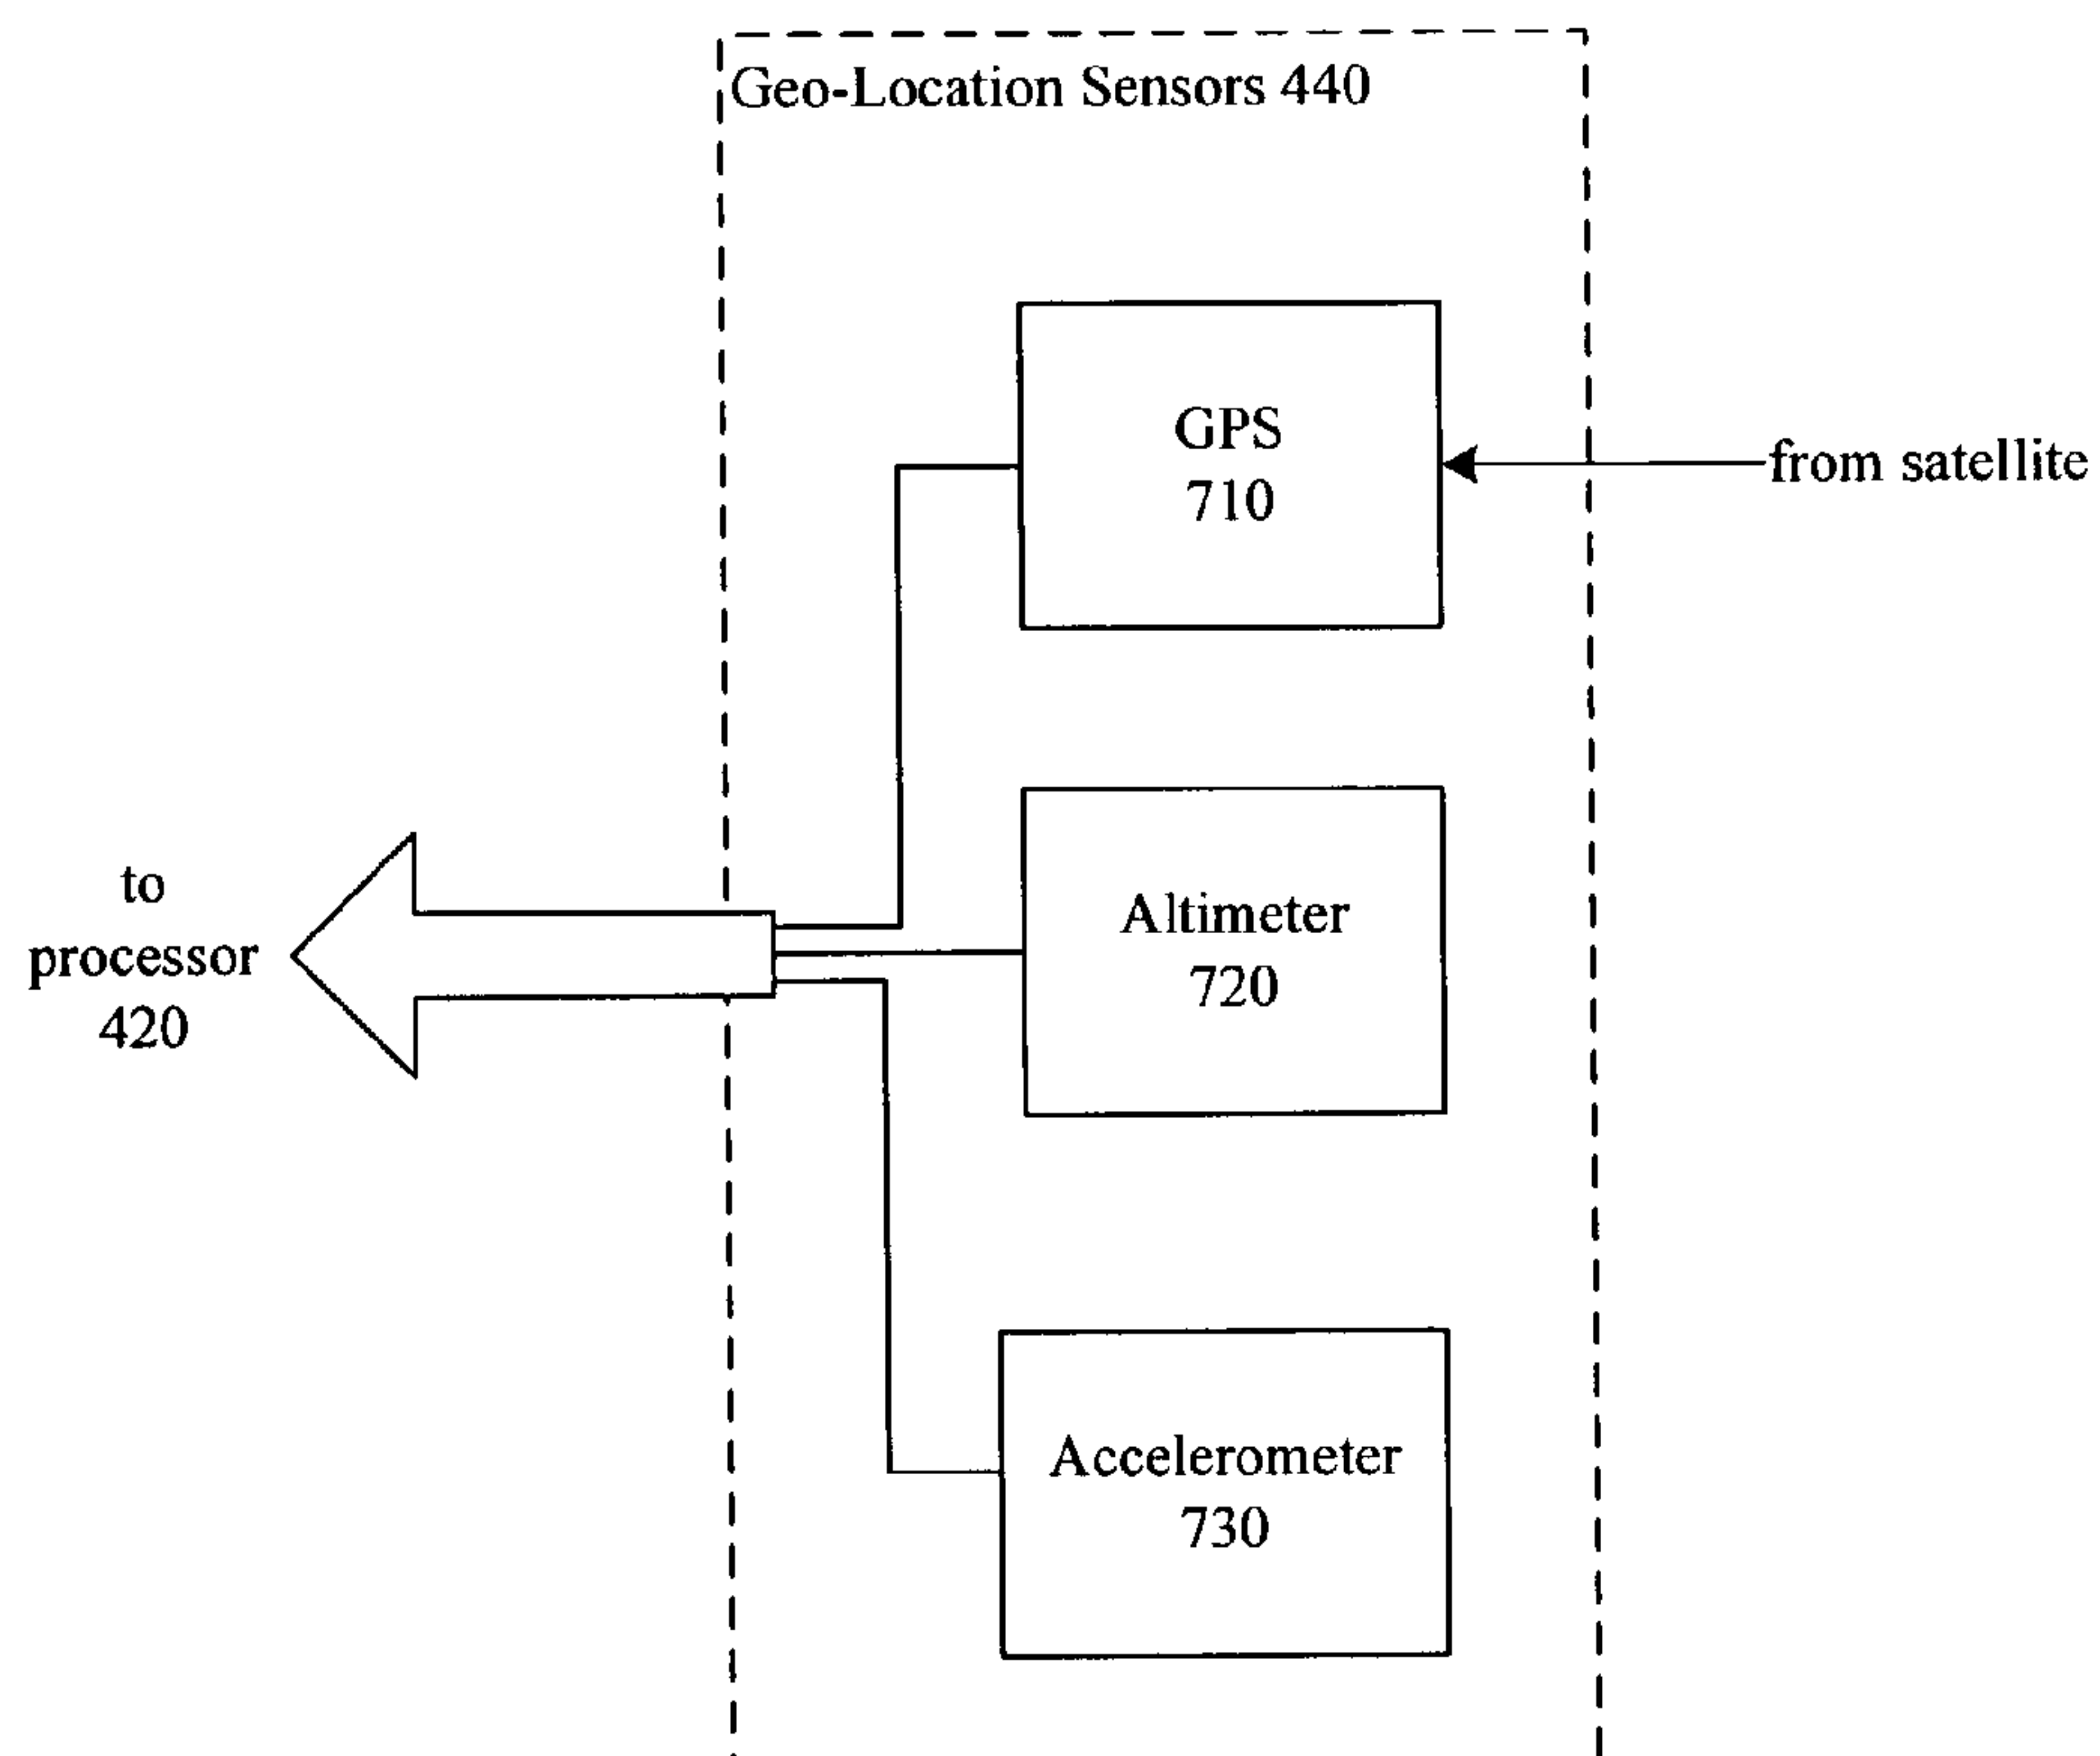 Geo-Location Sensors 440
GPS
710
from satellite
to
processor
420
Altimeter
720
Accelerometer
730